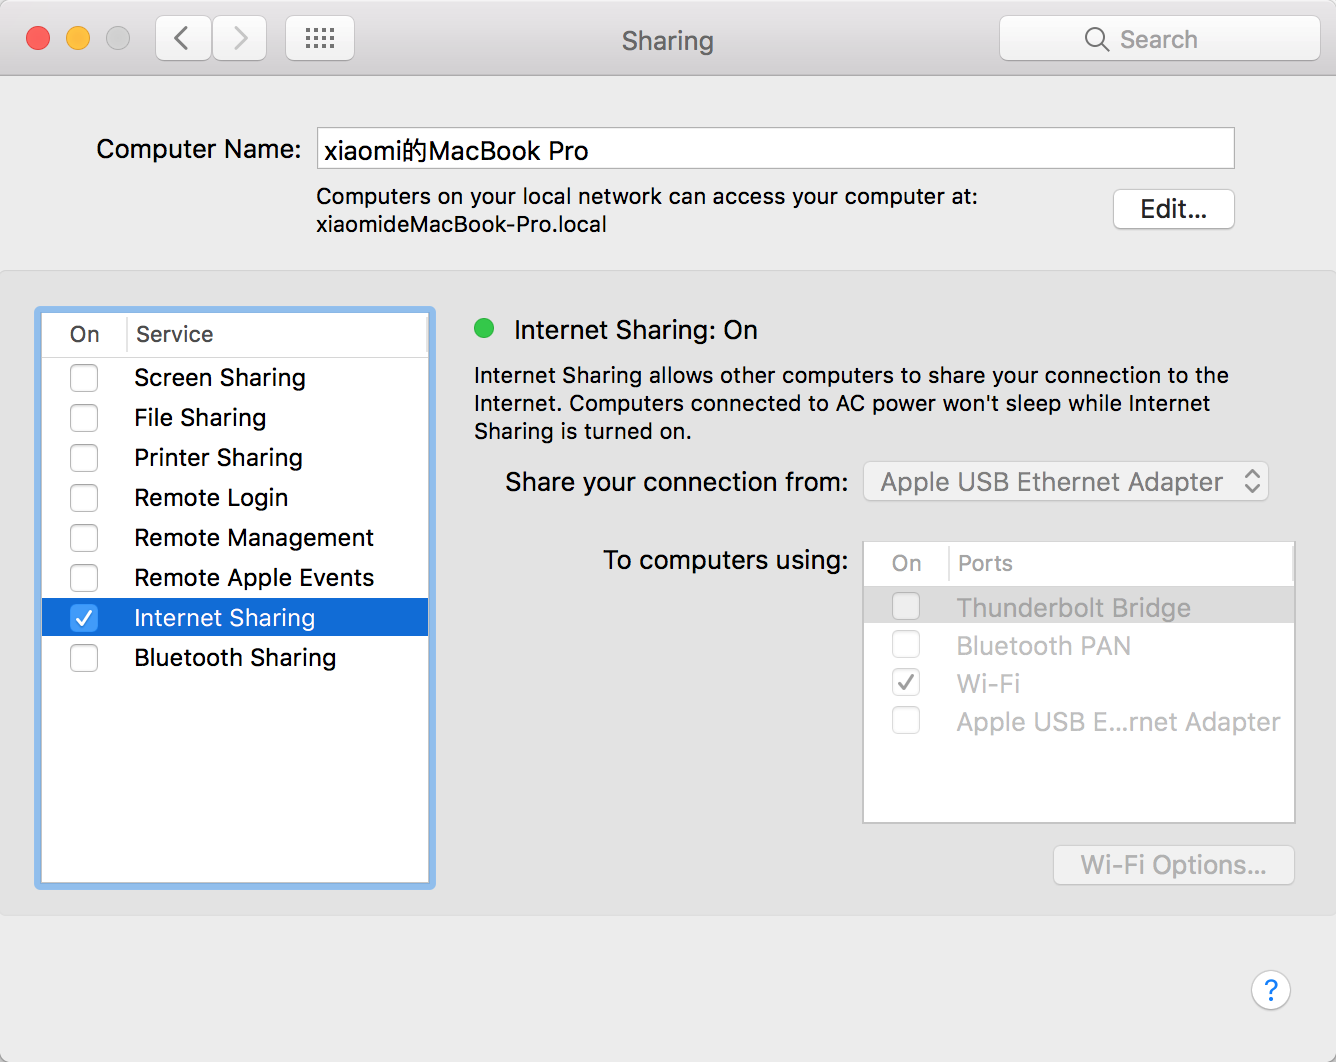 Sharing
Search
Computer Name:
xiaomi的MacBook Pro
Computers on your local network can access your computer at:
xiaomideMacBook-Pro.local
Edit...
On Service
Screen Sharing
File Sharing
Printer Sharing
Remote Login
Remote Management
Remote Apple Events
Internet Sharing
Bluetooth Sharing
Internet Sharing: On
Internet Sharing allows other computers to share your connection to the
Internet. Computers connected to AC power won't sleep while Internet
Sharing is turned on.
Share your connection from: Apple USB Ethernet Adapter
To computers using:
On Ports
Thunderbolt Bridge
Bluetooth PAN
Wi-Fi
Apple USB E...rnet Adapter
Wi-Fi Options...
?